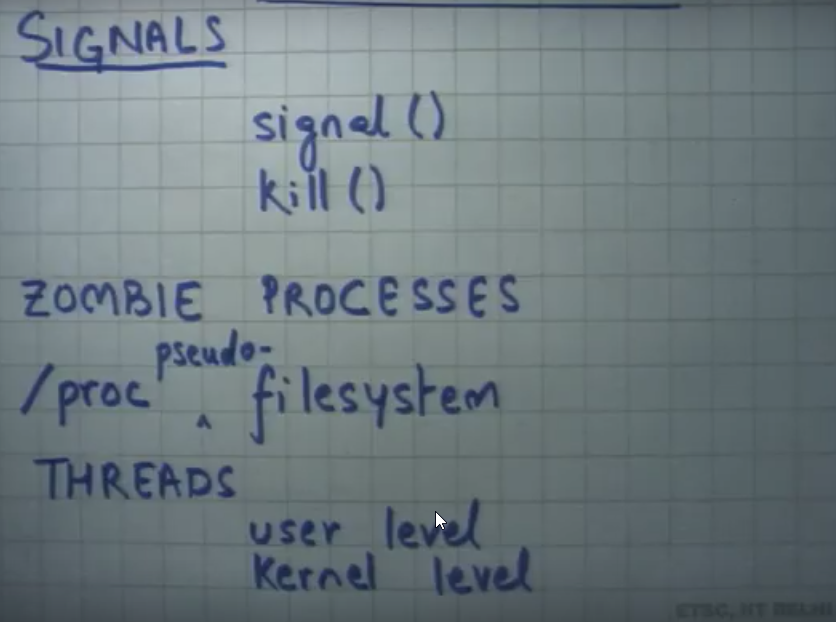 SIGNALS
signal ()
kill ()
ZOMBIE PROCESSES
/proc ^ pseudo- filesystem
THREADS
user level
Kernel level
ETSC, IIT DELHI